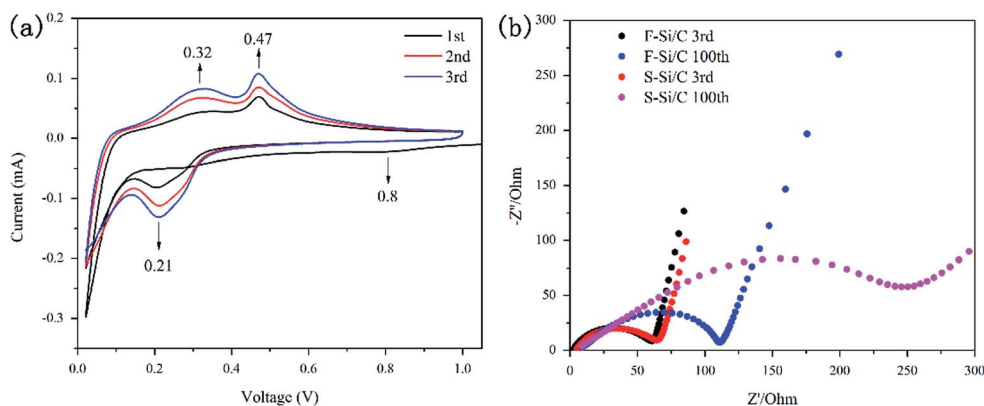 (a)
0.2
0.1
0.0
-0.1
-0.2
-0.3
Current (mA)
0.0
0.2
0.4
0.6
0.8
1.0
Voltage (V)
0.32
0.47
0.21
0.8
1st
2nd
3rd
(b)
-300
-250
-200
-150
-100
-50
0
-Z"/Ohm
0
50
100
150
200
250
300
Z'/Ohm
F-Si/C 3rd
F-Si/C 100th
S-Si/C 3rd
S-Si/C 100th